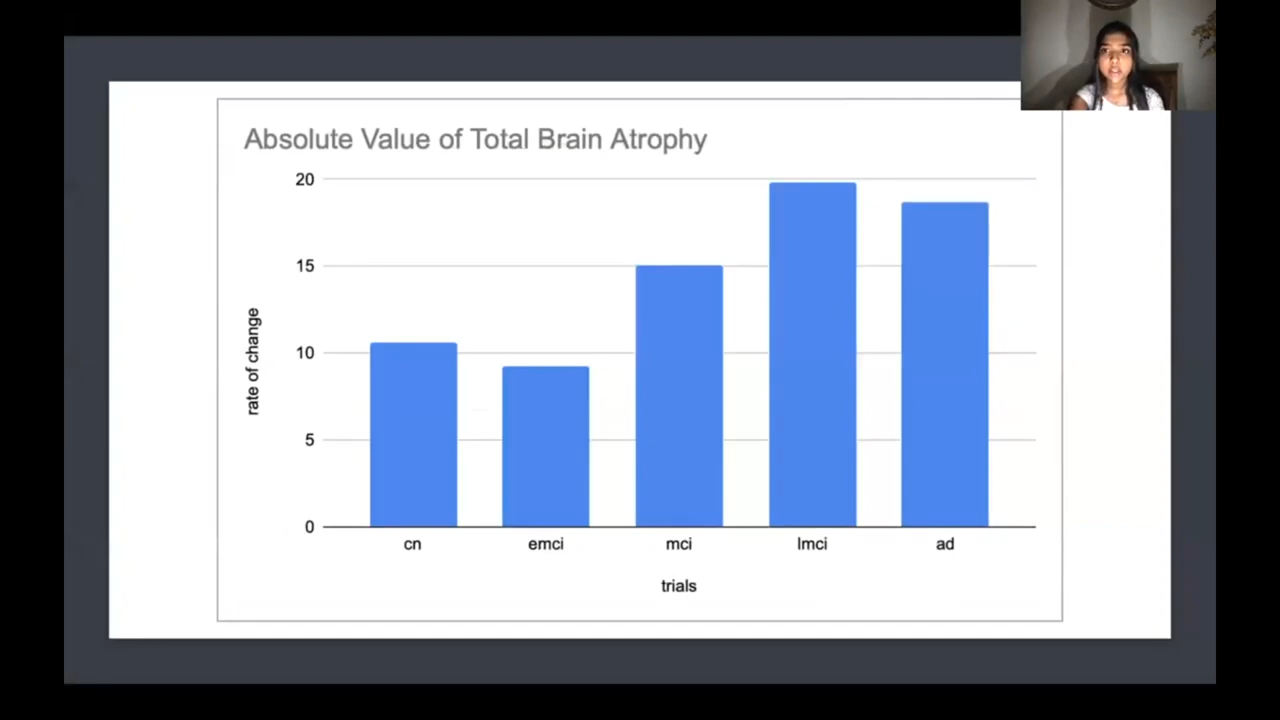 Absolute Value of Total Brain Atrophy
20
15
10
5
0
rate of change
cn emci mci lmci ad
trials